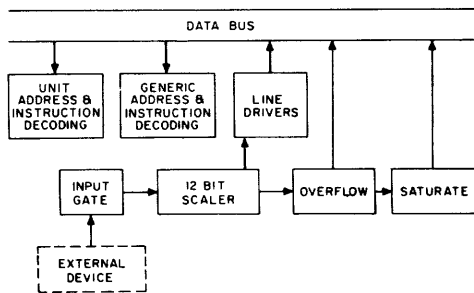 DATA BUS
UNIT
ADDRESS &
INSTRUCTION
DECODING
GENERIC
ADDRESS &
INSTRUCTION
DECODING
LINE
DRIVERS
INPUT
GATE
12 BIT
SCALER
OVERFLOW
SATURATE
EXTERNAL
DEVICE